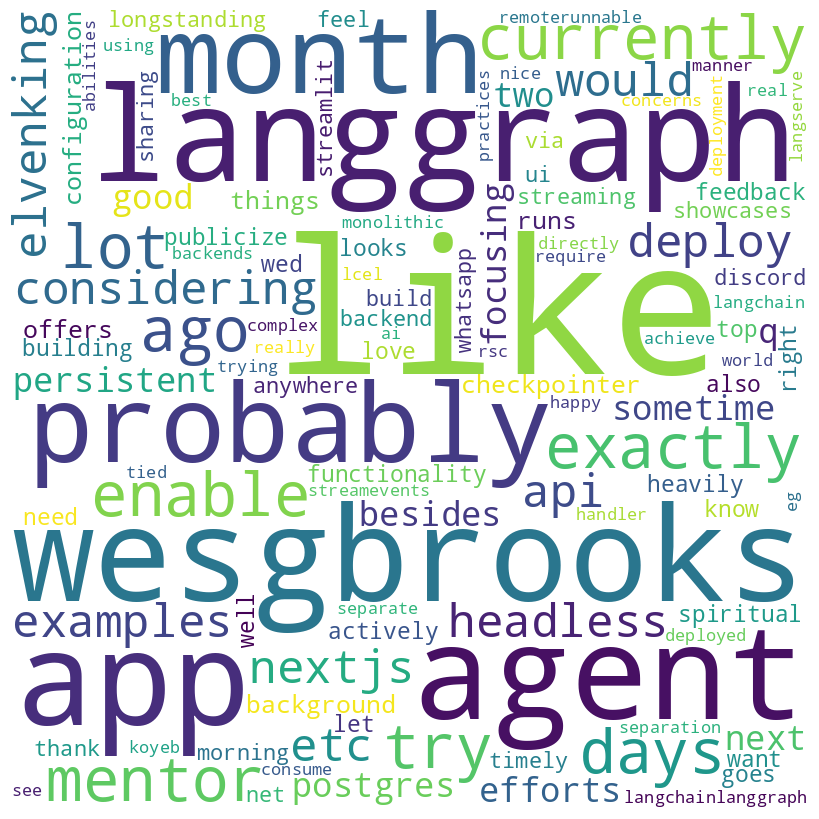 elvenking
configuration
abilities
longstanding
using
best
sharing
month
feel
streamlit
remoterunnable
currently
practices
nice
manner
concerns
real
deployment
langserve
langgraph
would
two
via
ui
good
things
streaming
feedback
showcases
lot
publicize
backends
wed
monolithic
looks
lcel
like
focusing
runs
directly
require
deploy
discord
langchain
considering
offers
building
ago
complex
really
trying
build
backend
ai
love
whatsapp
rsc
achieve
top
q
world
right
persistent
anywhere
checkpointer
happy
also
sometime
probably
exactly
tied
enable
functionality
streamevents
api
heavily
eg
need
besides
handler
know
wesgbrooks
examples
well
separate
actively
headless
spiritual
deployed
app
nextjs
background
let
agent
thank
koyeb
morning
consume
etc
try
timely
days
separation
want
next
goes
see
mentor
net
postgres
efforts
langchainlanggraph